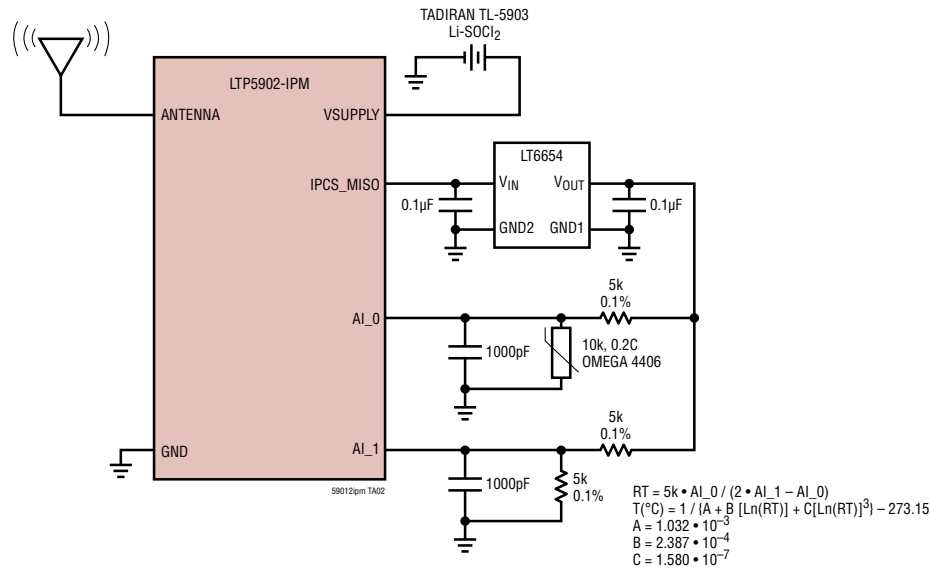 TADIRAN TL-5903
Li-SOCl₂
LTP5902-IPM
ANTENNA
VSUPPLY
LT6654
IPCS_MISO
V_IN
V_OUT
0.1µF
0.1µF
GND2
GND1
5k
0.1%
AI_0
1000pF
10k, 0.2C
OMEGA 4406
5k
0.1%
GND
AI_1
1000pF
5k
0.1%
59012ipm TA02
RT = 5k • AI_0 / (2 • AI_1 – AI_0)
T(°C) = 1 / {A + B [Ln(RT)] + C[Ln(RT)]³} – 273.15
A = 1.032 • 10⁻³
B = 2.387 • 10⁻⁴
C = 1.580 • 10⁻⁷